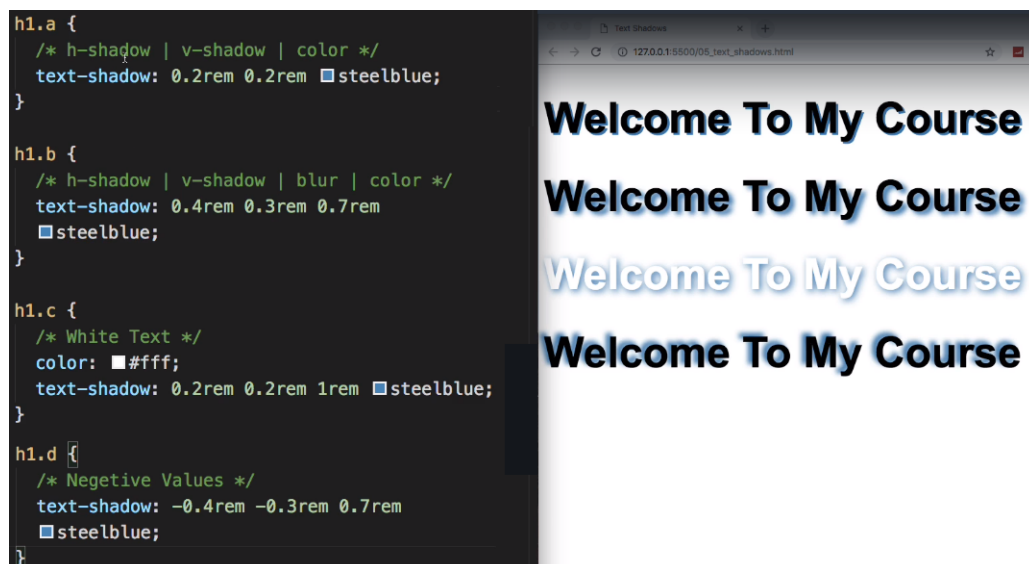 h1.a {
/* h-shadow | v-shadow | color */
text-shadow: 0.2rem 0.2rem steelblue;
}
h1.b {
/* h-shadow | v-shadow | blur | color */
text-shadow: 0.4rem 0.3rem 0.7rem
steelblue;
}
h1.c {
/* White Text */
color: #fff;
text-shadow: 0.2rem 0.2rem 1rem steelblue;
}
h1.d {
/* Negetive Values */
text-shadow: -0.4rem -0.3rem 0.7rem
steelblue;
}
Text Shadows
127.0.0.1:5500/05_text_shadows.html
Welcome To My Course
Welcome To My Course
Welcome To My Course
Welcome To My Course